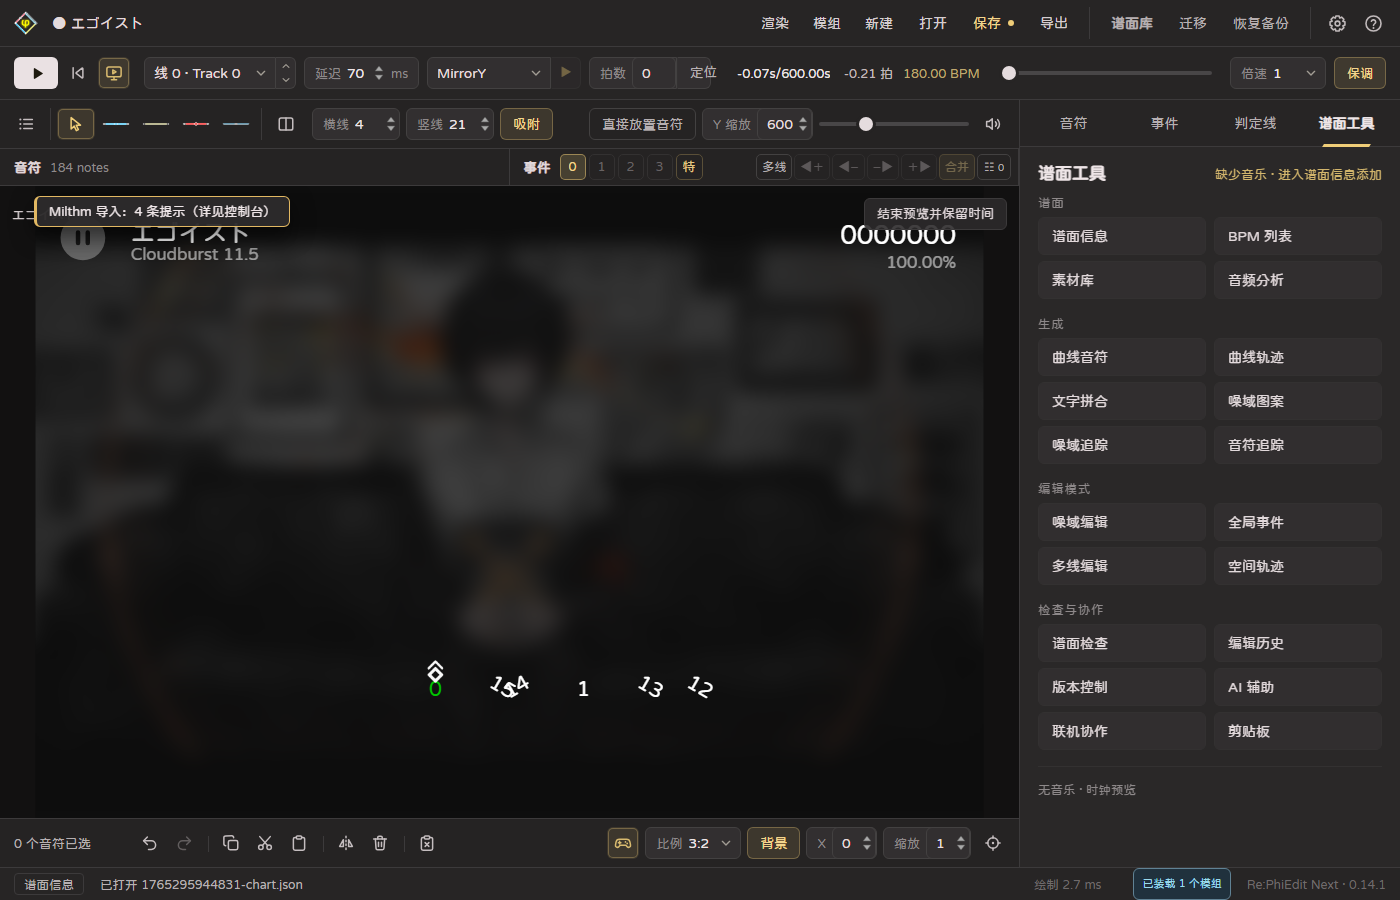 エゴイスト 渲染 模组 新建 打开 保存 导出 谱面库 迁移 恢复备份
线 0 · Track 0 延迟 70 ms MirrorY 拍数 0 定位 -0.07s/600.00s -0.21 拍 180.00 BPM 倍速 1 保调
横线 4 竖线 21 吸附 直接放置音符 Y 缩放 600 音符 事件 判定线 谱面工具
音符 184 notes 事件 0 1 2 3 特 多线 合并 0
谱面工具 缺少音乐 · 进入谱面信息添加
谱面
谱面信息 BPM 列表
素材库 音频分析
生成
曲线音符 曲线轨迹
文字拼合 噪域图案
噪域追踪 音符追踪
编辑模式
噪域编辑 全局事件
多线编辑 空间轨迹
检查与协作
谱面检查 编辑历史
版本控制 AI 辅助
联机协作 剪贴板
无音乐 · 时钟预览
Milthm 导入：4 条提示（详见控制台） 结束预览并保留时间
エゴイスト 0000000
Cloudburst 11.5 100.00%
0 1 13 12
0 个音符已选 比例 3:2 背景 X 0 缩放 1
谱面信息 已打开 1765295944831-chart.json 绘制 2.7 ms 已装载 1 个模组 Re:PhiEdit Next · 0.14.1